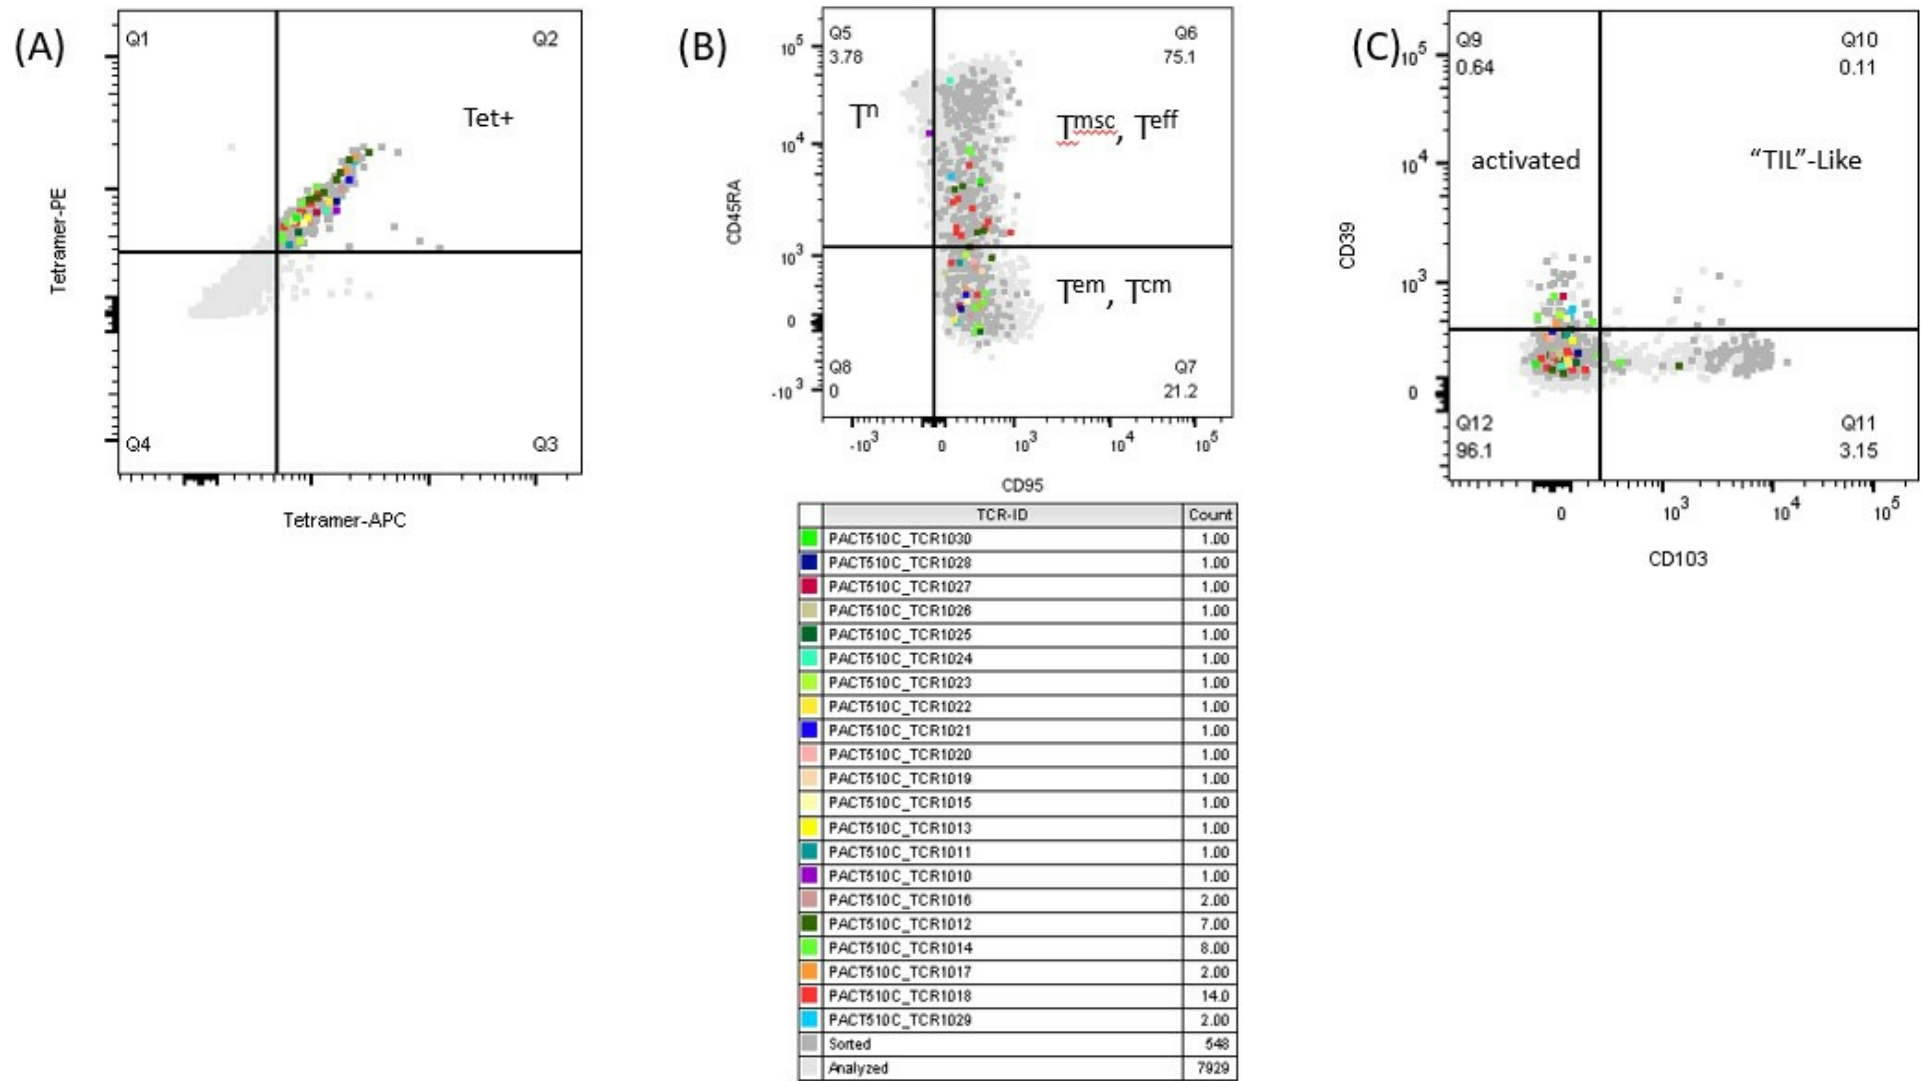 (A)
Q1
Q2
Tet+
Tetramer-PE
Q4
Q3
Tetramer-APC
(B)
Q5
3.78
Q6
75.1
10^5
10^4
10^3
0
-10^3
CD45RA
T^n
T^msc, T^eff
T^em, T^cm
Q8
0
Q7
21.2
-10^3 0 10^3 10^4 10^5
CD95
TCR-ID Count
PACT510C_TCR1030 1.00
PACT510C_TCR1028 1.00
PACT510C_TCR1027 1.00
PACT510C_TCR1026 1.00
PACT510C_TCR1025 1.00
PACT510C_TCR1024 1.00
PACT510C_TCR1023 1.00
PACT510C_TCR1022 1.00
PACT510C_TCR1021 1.00
PACT510C_TCR1020 1.00
PACT510C_TCR1019 1.00
PACT510C_TCR1015 1.00
PACT510C_TCR1013 1.00
PACT510C_TCR1011 1.00
PACT510C_TCR1010 1.00
PACT510C_TCR1016 2.00
PACT510C_TCR1012 7.00
PACT510C_TCR1014 8.00
PACT510C_TCR1017 2.00
PACT510C_TCR1018 14.0
PACT510C_TCR1029 2.00
Sorted 548
Analyzed 7929
(C)
Q9
0.64
Q10
0.11
10^5
10^4
10^3
0
CD39
activated
"TIL"-Like
Q12
96.1
Q11
3.15
0 10^3 10^4 10^5
CD103